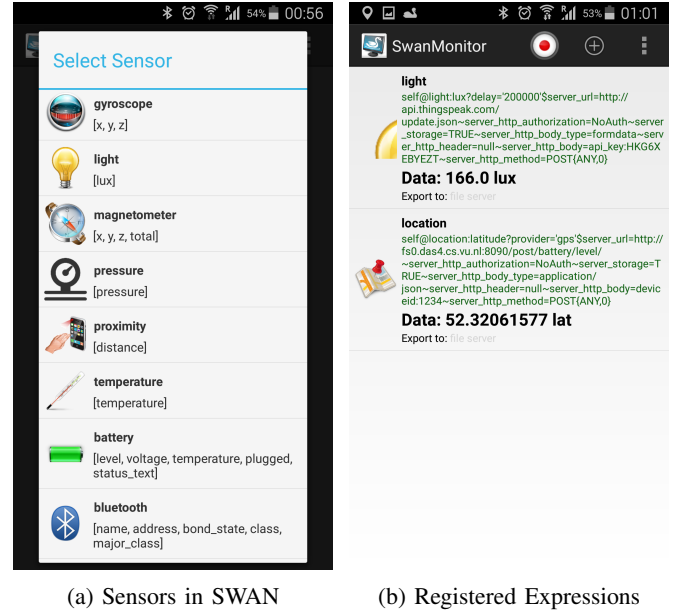 54% 00:56
Select Sensor
gyroscope
[x, y, z]
light
[lux]
magnetometer
[x, y, z, total]
pressure
[pressure]
proximity
[distance]
temperature
[temperature]
battery
[level, voltage, temperature, plugged,
status_text]
bluetooth
[name, address, bond_state, class,
major_class]
(a) Sensors in SWAN
R 53% 01:01
SwanMonitor
light
self@light:lux?delay='200000'$server_url=http://
api.thingspeak.com/
update.json~server_http_authorization=NoAuth~server
_storage=TRUE~server_http_body_type=formdata~serv
er_http_header=null~server_http_body=api_key:HKG6X
EBYEZT~server_http_method=POST{ANY,0}
Data: 166.0 lux
Export to: file server
location
self@location:latitude?provider='gps'$server_url=http://
fs0.das4.cs.vu.nl:8090/post/battery/level/
~server_http_authorization=NoAuth~server_storage=T
RUE~server_http_body_type=application/
json~server_http_header=null~server_http_body=devic
eid:1234~server_http_method=POST{ANY,0}
Data: 52.32061577 lat
Export to: file server
(b) Registered Expressions